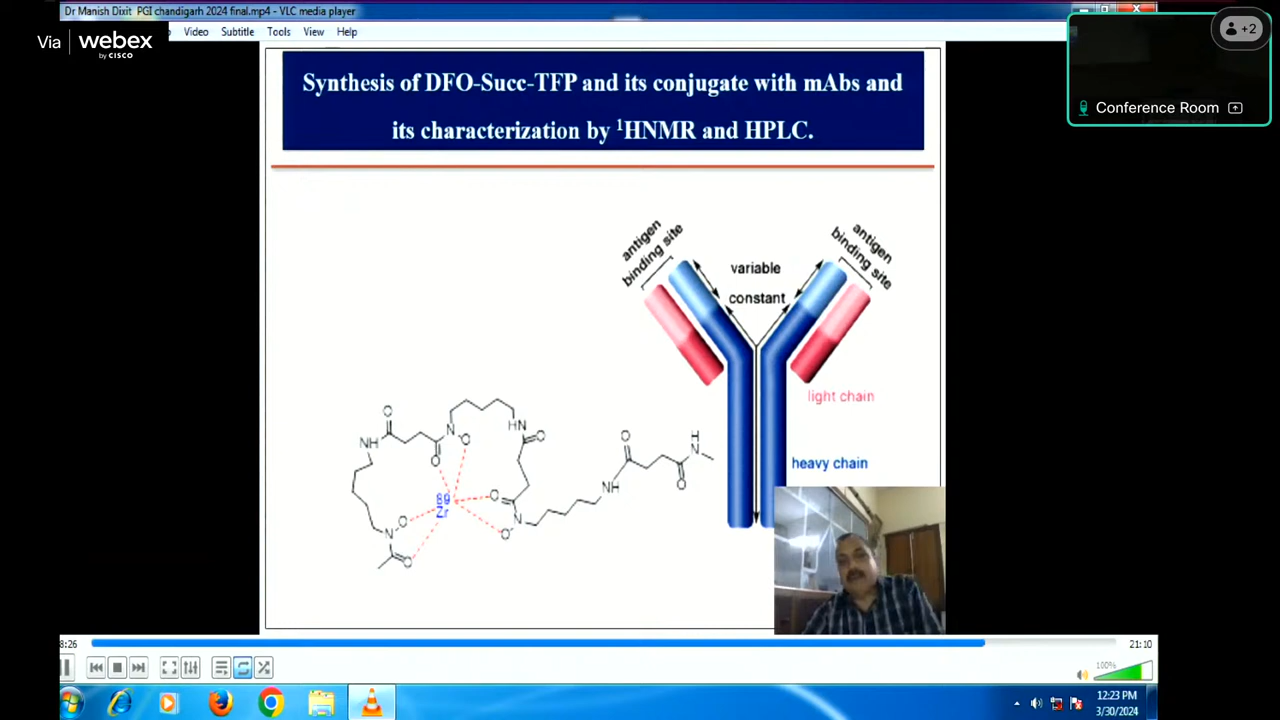 Dr Manish Dixit PGI chandigarh 2024 final.mp4 - VLC media player
Via webex
by CISCO
Video Subtitle Tools View Help
+2
Conference Room
Synthesis of DFO-Succ-TFP and its conjugate with mAbs and
its characterization by ¹HNMR and HPLC.
antigen
binding site
antigen
binding site
variable
constant
light chain
heavy chain
O
O
N
O
NH
O
HN
O
O
89
Zr
O
N
O
O
N
O
NH
O
O
H
N
O
8:26
21:10
100%
12:23 PM
3/30/2024